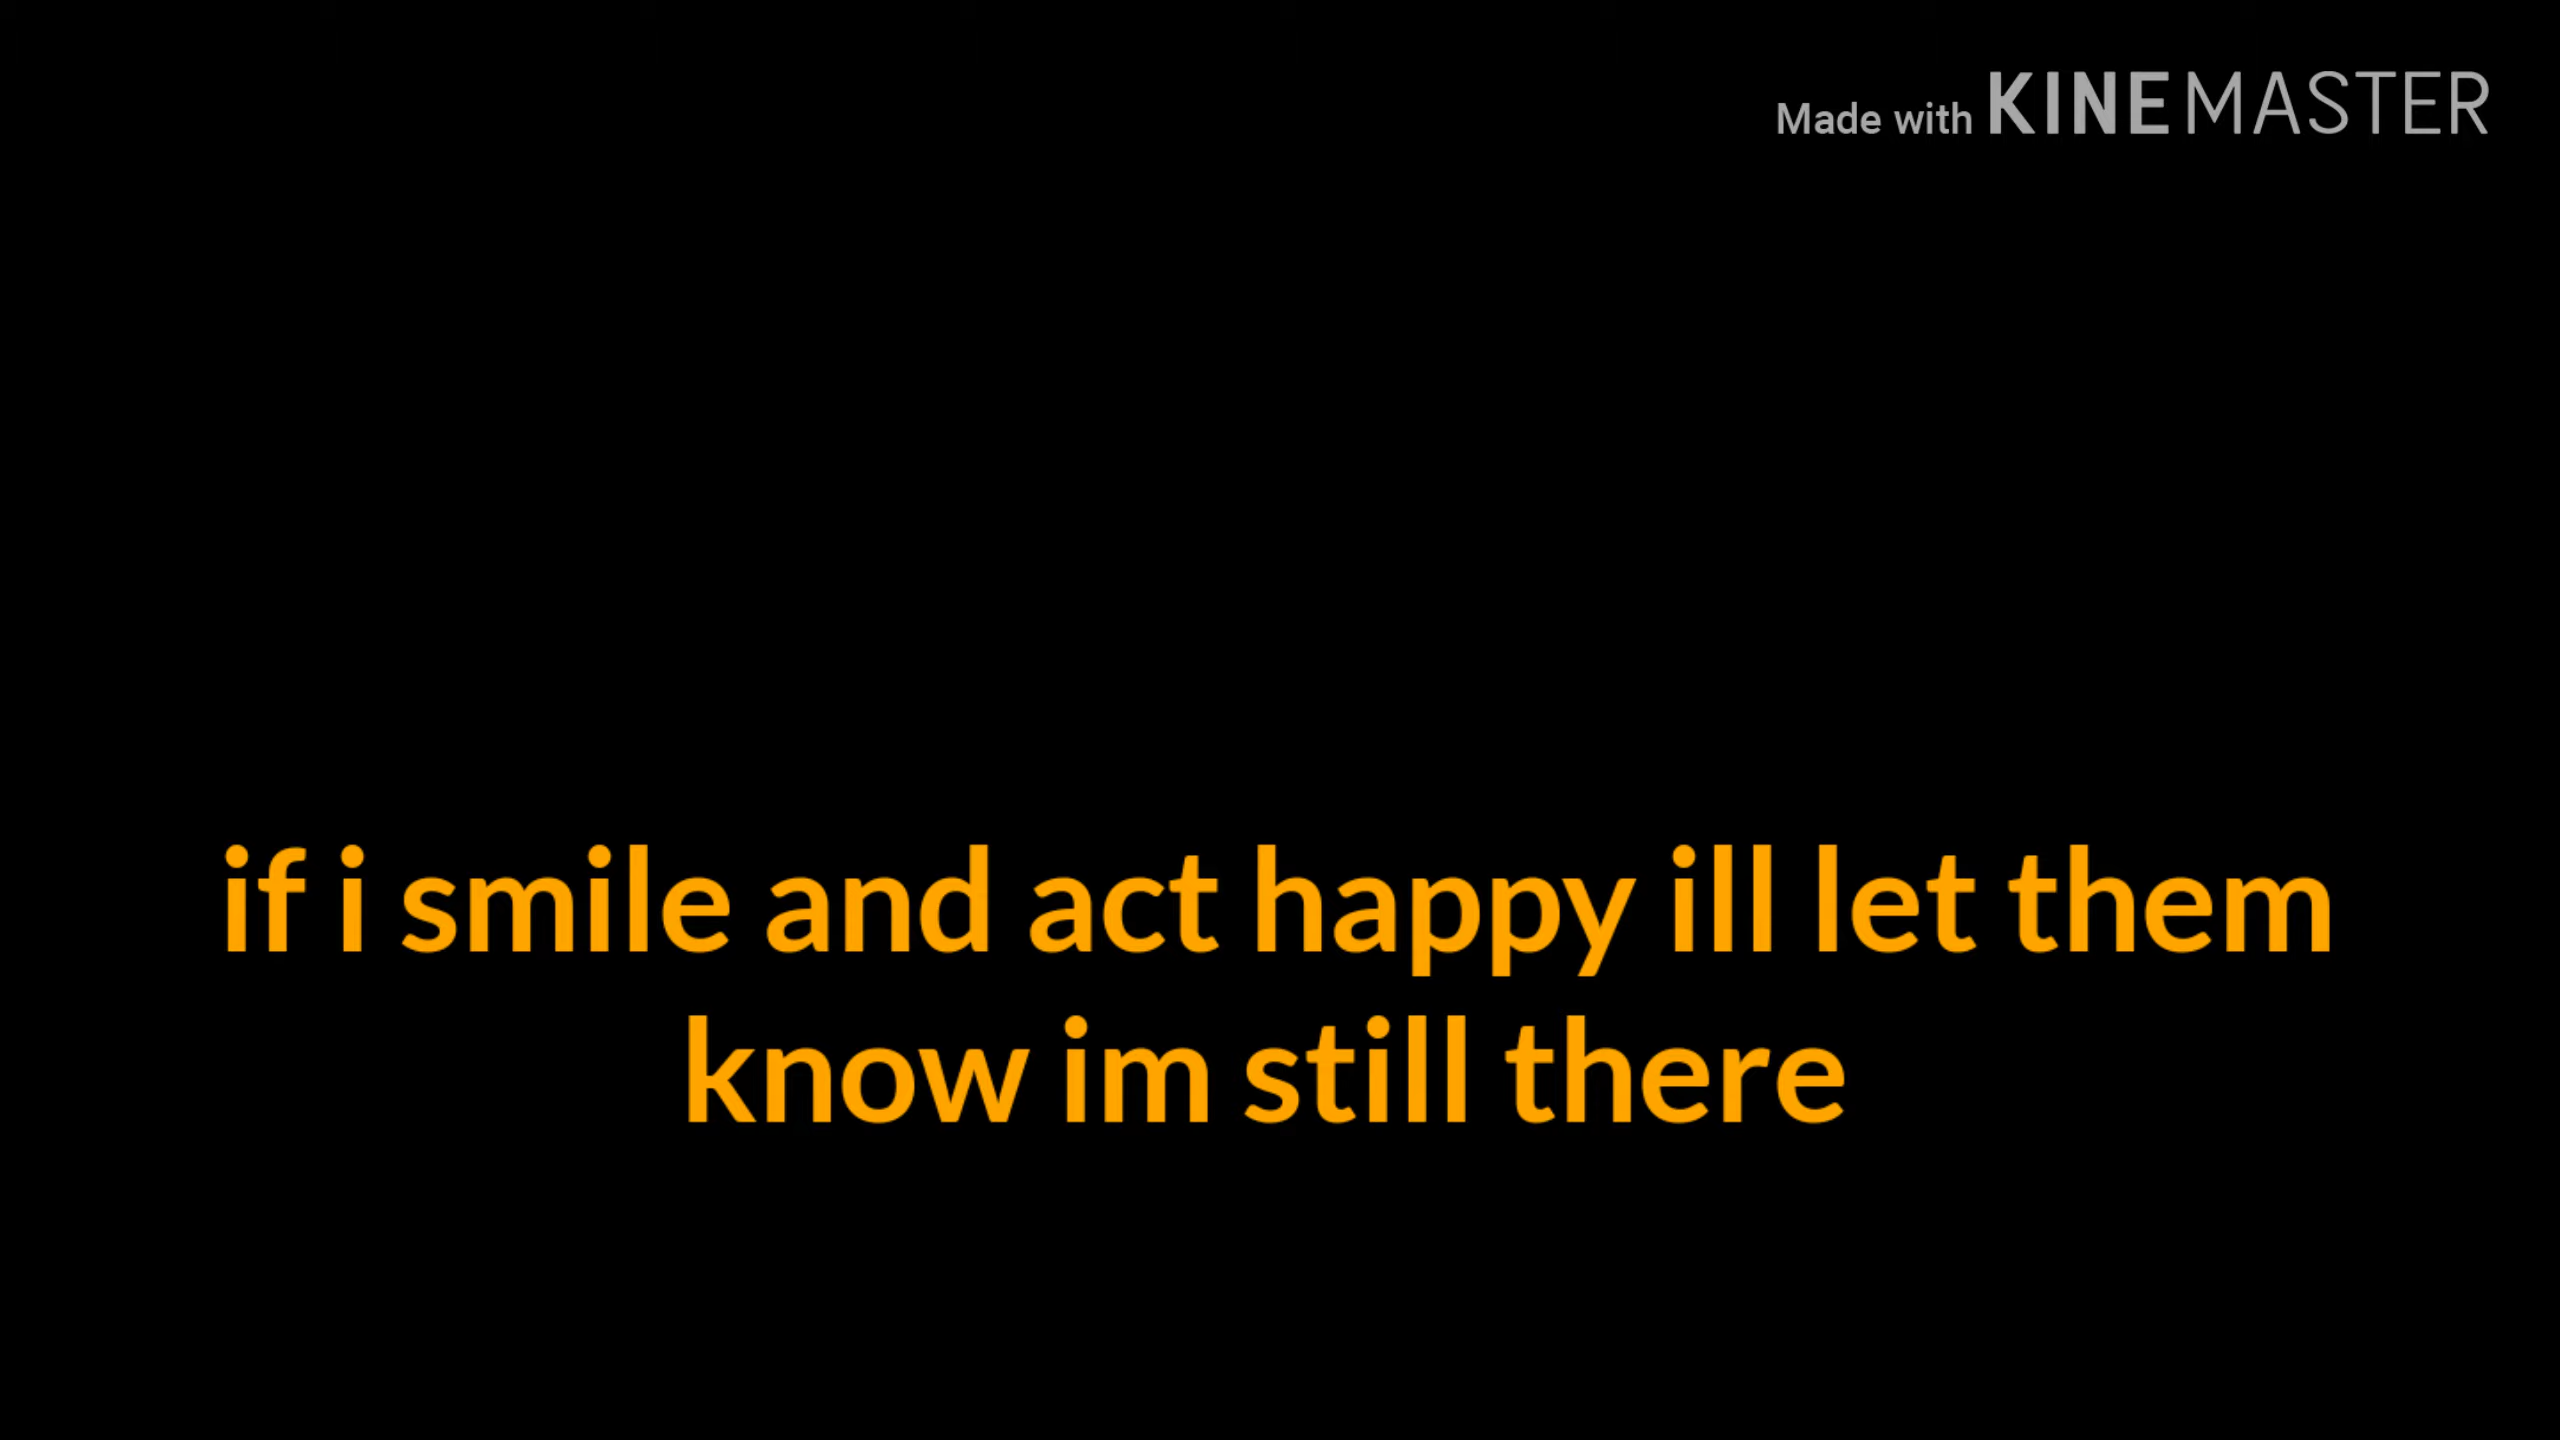 Made with KINEMASTER
if i smile and act happy ill let them
know im still there